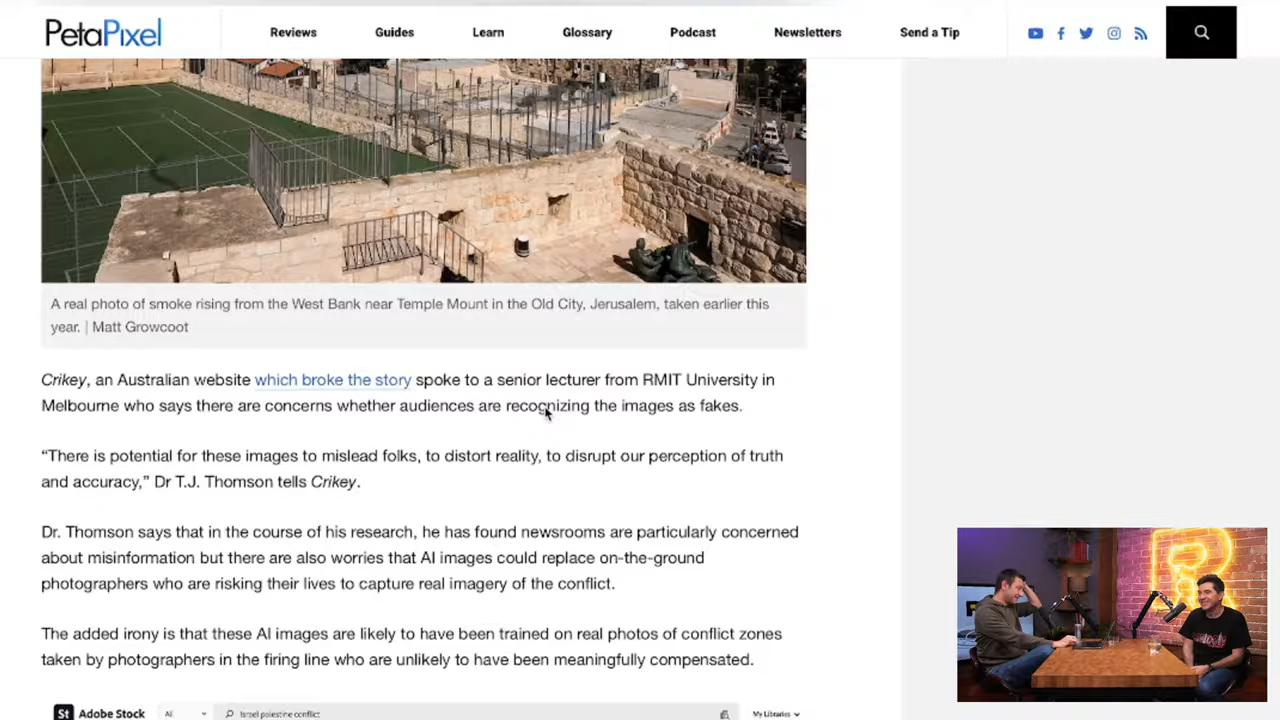 PetaPixel
Reviews Guides Learn Glossary Podcast Newsletters Send a Tip
A real photo of smoke rising from the West Bank near Temple Mount in the Old City, Jerusalem, taken earlier this
year. | Matt Growcoot
Crikey, an Australian website which broke the story spoke to a senior lecturer from RMIT University in
Melbourne who says there are concerns whether audiences are recognizing the images as fakes.
“There is potential for these images to mislead folks, to distort reality, to disrupt our perception of truth
and accuracy,” Dr T.J. Thomson tells Crikey.
Dr. Thomson says that in the course of his research, he has found newsrooms are particularly concerned
about misinformation but there are also worries that AI images could replace on-the-ground
photographers who are risking their lives to capture real imagery of the conflict.
The added irony is that these AI images are likely to have been trained on real photos of conflict zones
taken by photographers in the firing line who are unlikely to have been meaningfully compensated.
St Adobe Stock All Israel palestine conflict My Libraries